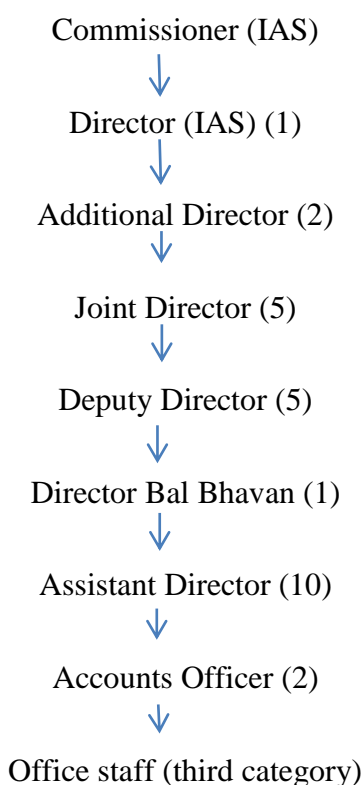 Commissioner (IAS)
Director (IAS) (1)
Additional Director (2)
Joint Director (5)
Deputy Director (5)
Director Bal Bhavan (1)
Assistant Director (10)
Accounts Officer (2)
Office staff (third category)